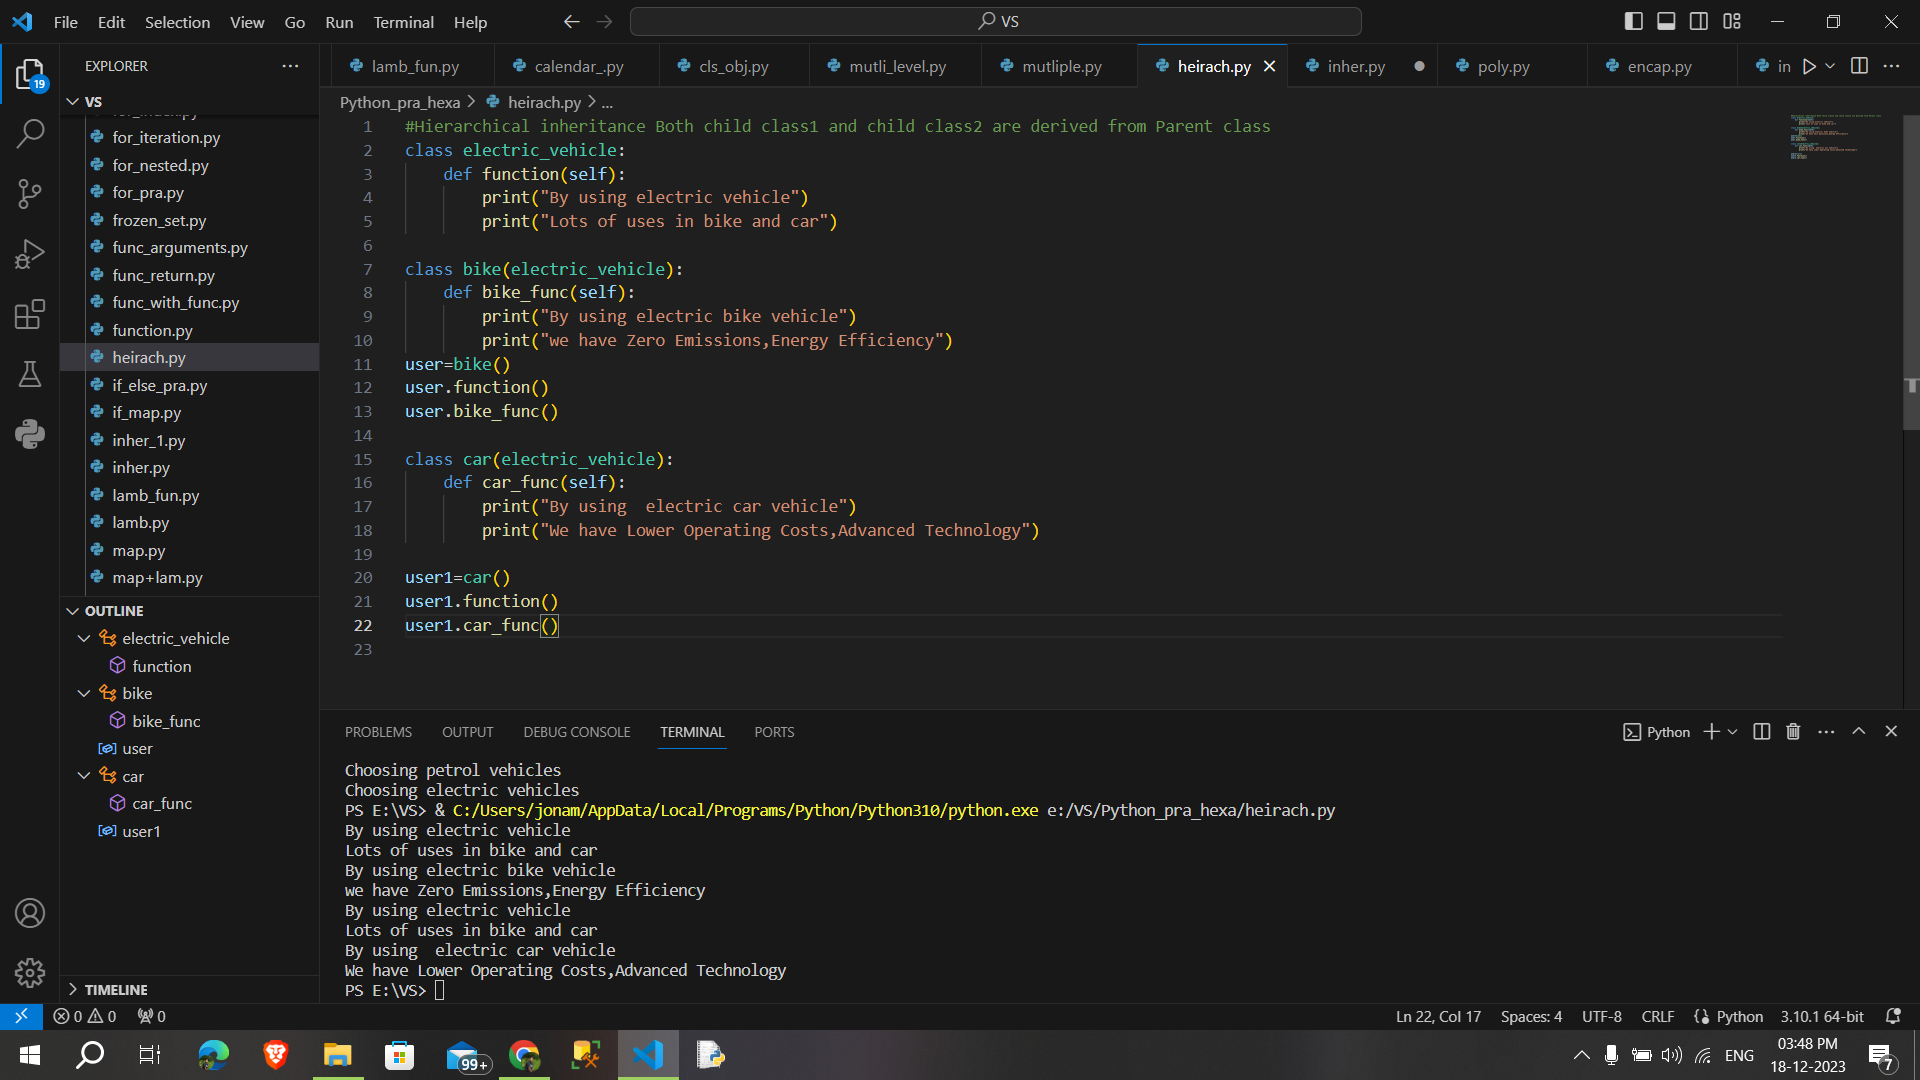 File Edit Selection View Go Run Terminal Help
VS
EXPLORER
VS
for_iteration.py
for_nested.py
for_pra.py
frozen_set.py
func_arguments.py
func_return.py
func_with_func.py
function.py
heirach.py
if_else_pra.py
if_map.py
inher_1.py
inher.py
lamb_fun.py
lamb.py
map.py
map+lam.py
OUTLINE
electric_vehicle
function
bike
bike_func
user
car
car_func
user1
TIMELINE
19
lamb_fun.py calendar_.py cls_obj.py mutli_level.py mutliple.py heirach.py inher.py poly.py encap.py in
Python_pra_hexa > heirach.py > ...
1 #Hierarchical inheritance Both child class1 and child class2 are derived from Parent class
2 class electric_vehicle:
3 def function(self):
4 print("By using electric vehicle")
5 print("Lots of uses in bike and car")
6
7 class bike(electric_vehicle):
8 def bike_func(self):
9 print("By using electric bike vehicle")
10 print("we have Zero Emissions,Energy Efficiency")
11 user=bike()
12 user.function()
13 user.bike_func()
14
15 class car(electric_vehicle):
16 def car_func(self):
17 print("By using  electric car vehicle")
18 print("We have Lower Operating Costs,Advanced Technology")
19
20 user1=car()
21 user1.function()
22 user1.car_func()
23
PROBLEMS OUTPUT DEBUG CONSOLE TERMINAL PORTS
Python
Choosing petrol vehicles
Choosing electric vehicles
PS E:\VS> & C:/Users/jonam/AppData/Local/Programs/Python/Python310/python.exe e:/VS/Python_pra_hexa/heirach.py
By using electric vehicle
Lots of uses in bike and car
By using electric bike vehicle
we have Zero Emissions,Energy Efficiency
By using electric vehicle
Lots of uses in bike and car
By using  electric car vehicle
We have Lower Operating Costs,Advanced Technology
PS E:\VS>
0 0 0
Ln 22, Col 17 Spaces: 4 UTF-8 CRLF Python 3.10.1 64-bit
99+
ENG
03:48 PM
18-12-2023
7